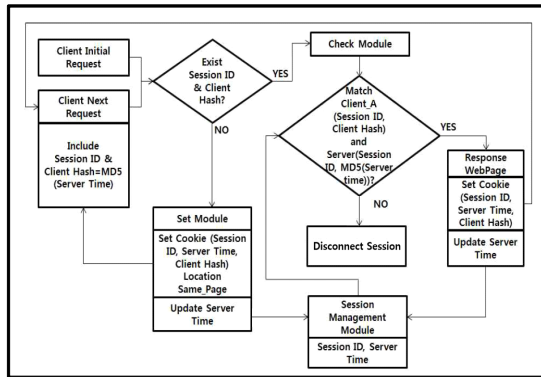 Client Initial
Request
Client Next
Request
Include
Session ID &
Client
Hash=MD5
(Server Time)
Exist
Session ID
& Client
Hash?
YES
NO
Check Module
Match
Client_A
(Session ID,
Client Hash)
and
Server(Session
ID, MD5(Server
time))?
YES
NO
Disconnect Session
Response
WebPage
Set Cookie
(Session ID,
Server Time,
Client Hash)
Update Server
Time
Set Module
Set Cookie (Session
ID, Server Time,
Client Hash)
Location
Same_Page
Update Server
Time
Session
Management
Module
Session ID, Server
Time